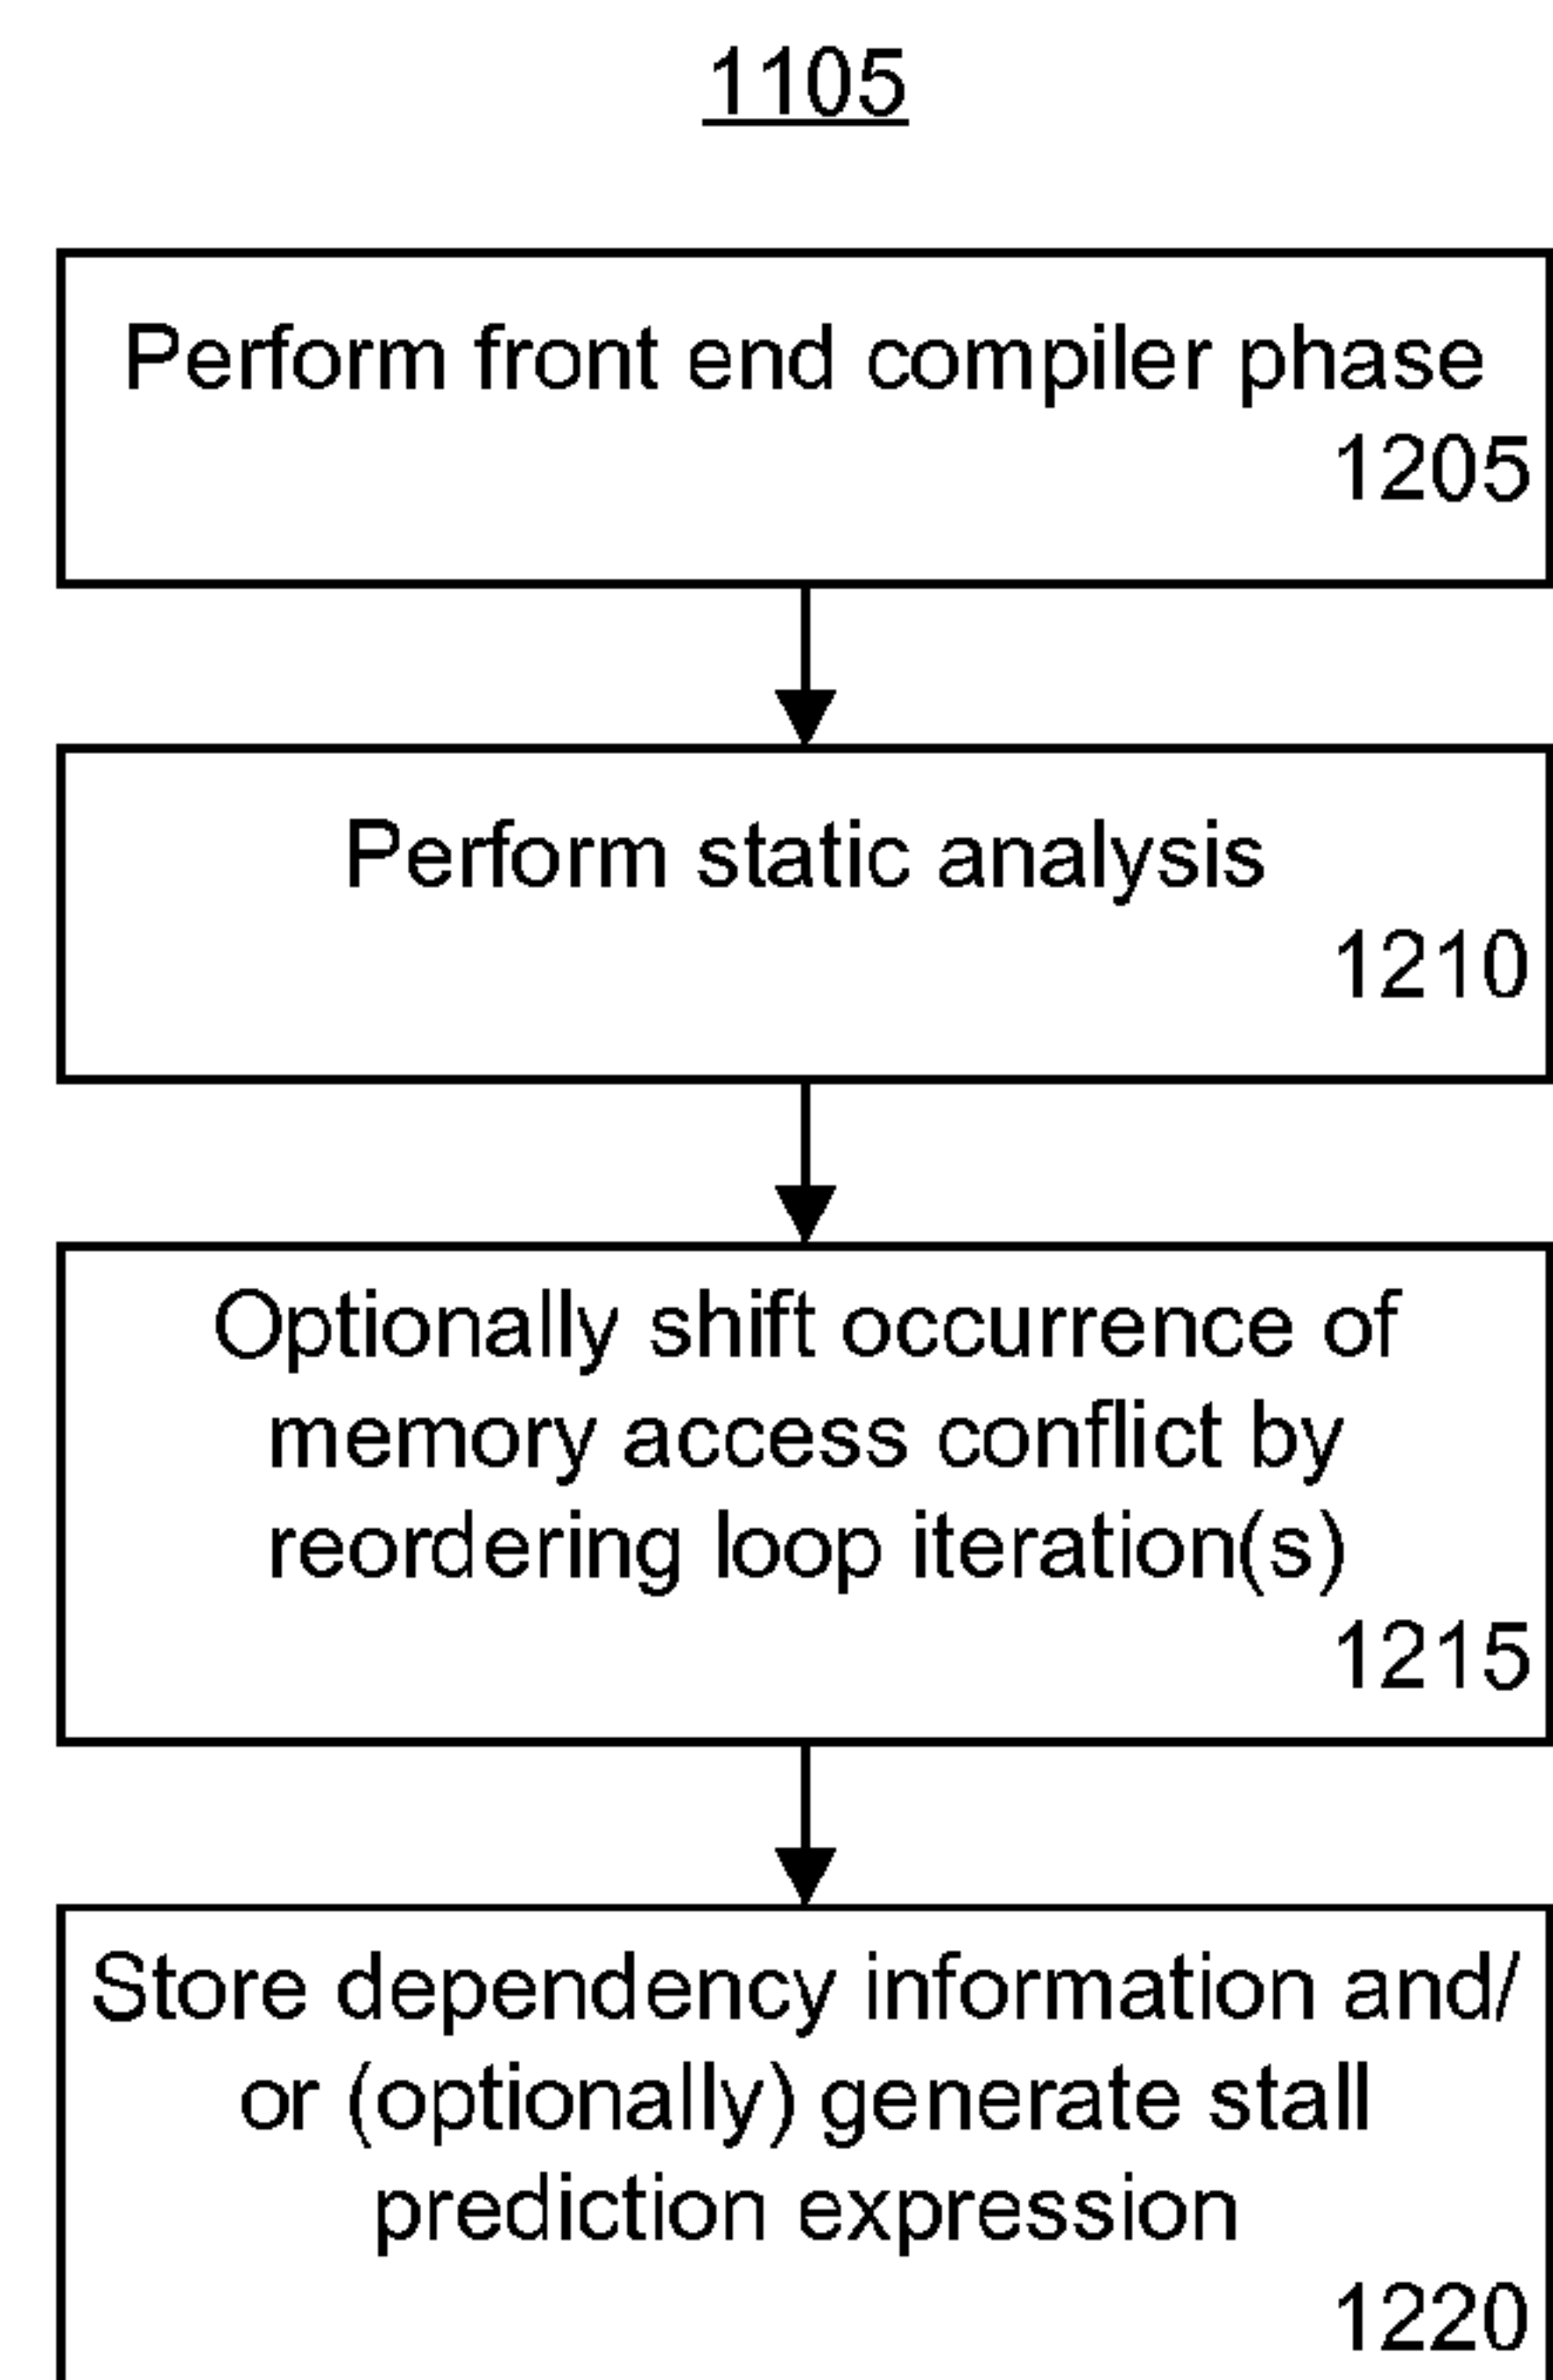 1105
Perform front end compiler phase
1205
Perform static analysis
1210
Optionally shift occurrence of
memory access conflict by
reordering loop iteration(s)
1215
Store dependency information and/
or (optionally) generate stall
prediction expression
1220